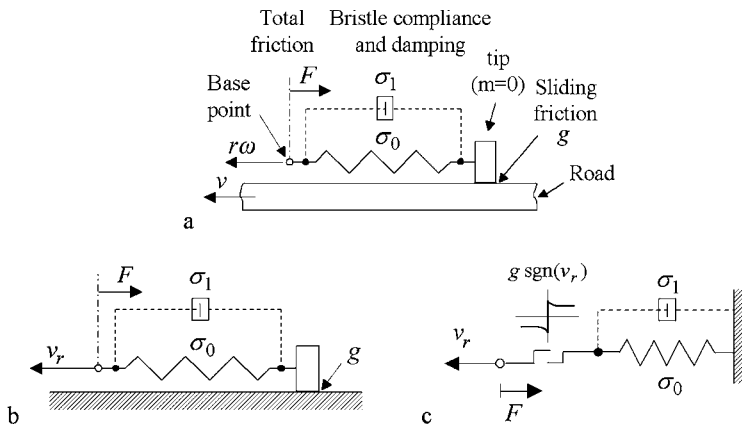 Total friction
Bristle compliance and damping
tip (m=0)
F
σ₁
Sliding friction
g
Base point
σ₀
rω
v
Road
a
F
σ₁
vᵣ
σ₀
g
b
g sgn(vᵣ)
σ₁
vᵣ
σ₀
F
c